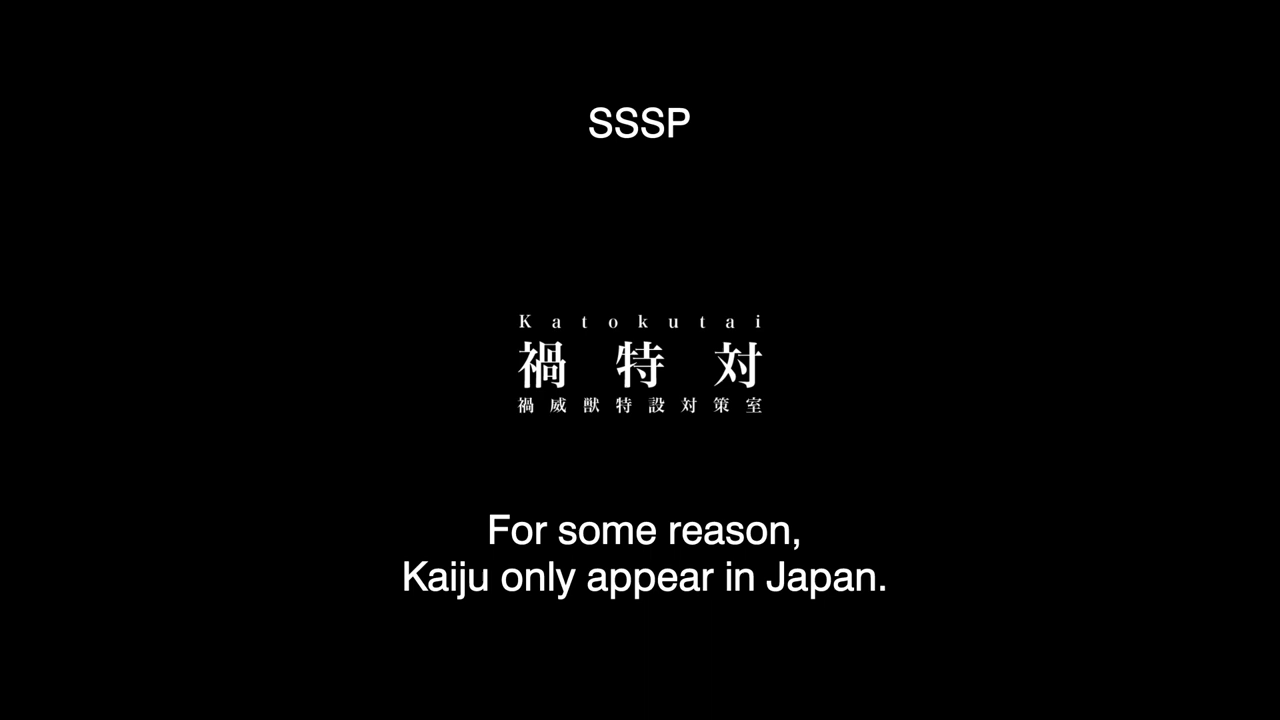 SSSP
Katokutai
禍特対
禍威獣特設対策室
For some reason,
Kaiju only appear in Japan.